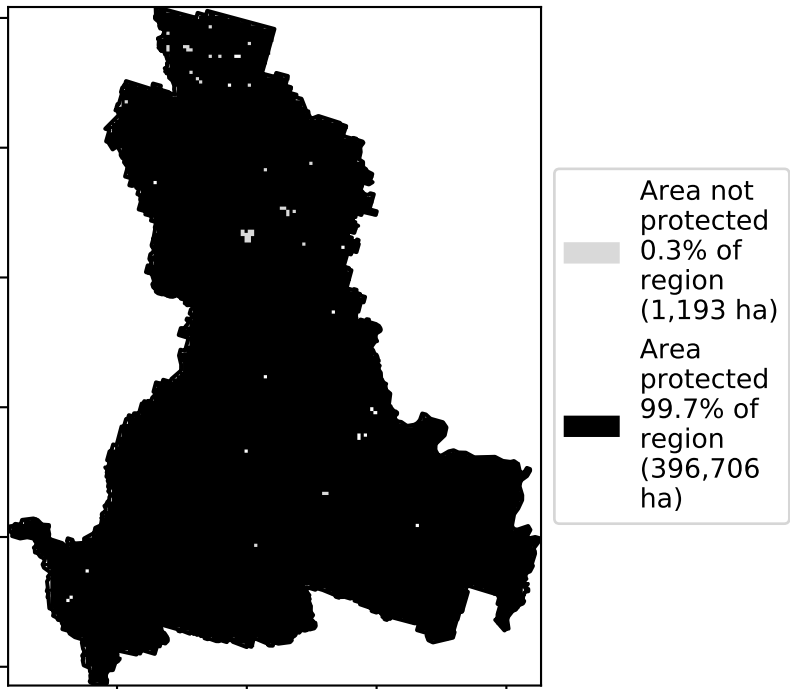 Area not
protected
0.3% of
region
(1,193 ha)
Area
protected
99.7% of
region
(396,706
ha)